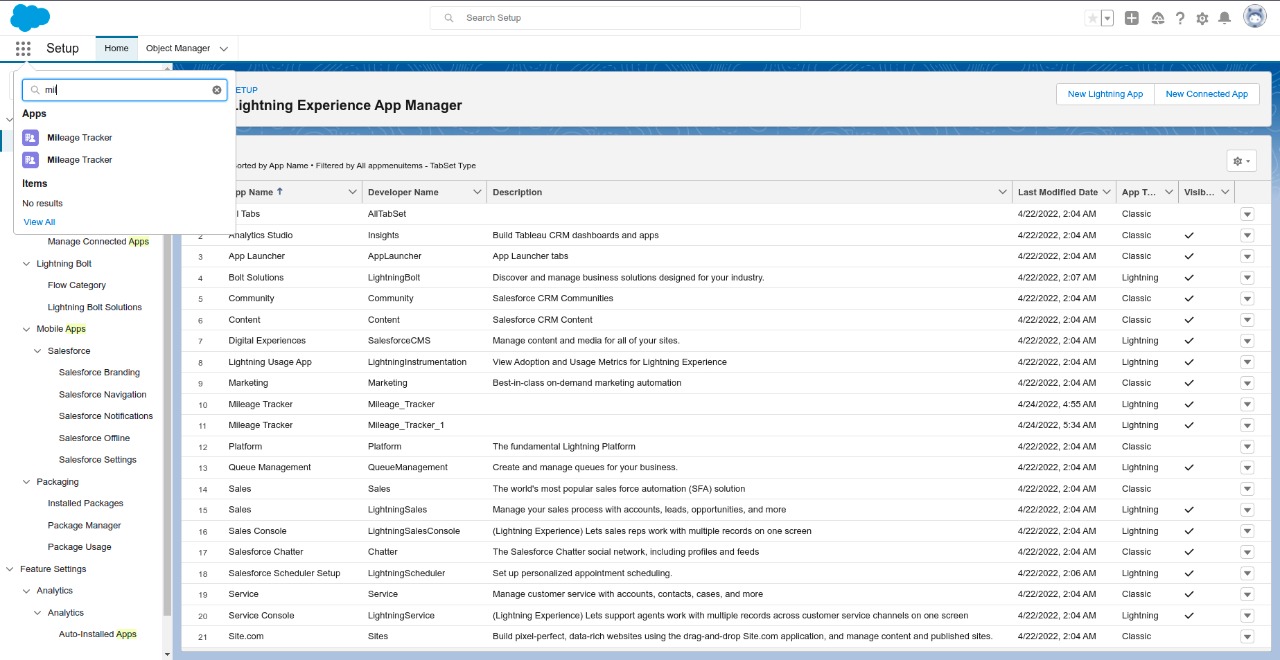 Search Setup
Setup
Home
Object Manager
mil
Apps
Mileage Tracker
Mileage Tracker
Items
No results
View All
Manage Connected Apps
Lightning Bolt
Flow Category
Lightning Bolt Solutions
Mobile Apps
Salesforce
Salesforce Branding
Salesforce Navigation
Salesforce Notifications
Salesforce Offline
Salesforce Settings
Packaging
Installed Packages
Package Manager
Package Usage
Feature Settings
Analytics
Analytics
Auto-Installed Apps
ETUP
ightning Experience App Manager
New Lightning App New Connected App
orted by App Name • Filtered by All appmenuitems - TabSet Type
pp Name ↑ Developer Name Description Last Modified Date App T... Visib...
l Tabs AllTabSet 4/22/2022, 2:04 AM Classic
2 Analytics Studio Insights Build Tableau CRM dashboards and apps 4/22/2022, 2:04 AM Classic ✓
3 App Launcher AppLauncher App Launcher tabs 4/22/2022, 2:04 AM Classic ✓
4 Bolt Solutions LightningBolt Discover and manage business solutions designed for your industry. 4/22/2022, 2:07 AM Lightning ✓
5 Community Community Salesforce CRM Communities 4/22/2022, 2:04 AM Classic ✓
6 Content Content Salesforce CRM Content 4/22/2022, 2:04 AM Classic ✓
7 Digital Experiences SalesforceCMS Manage content and media for all of your sites. 4/22/2022, 2:04 AM Lightning ✓
8 Lightning Usage App LightningInstrumentation View Adoption and Usage Metrics for Lightning Experience 4/22/2022, 2:04 AM Lightning ✓
9 Marketing Marketing Best-in-class on-demand marketing automation 4/22/2022, 2:04 AM Classic ✓
10 Mileage Tracker Mileage_Tracker 4/24/2022, 4:55 AM Lightning ✓
11 Mileage Tracker Mileage_Tracker_1 4/24/2022, 5:34 AM Lightning ✓
12 Platform Platform The fundamental Lightning Platform 4/22/2022, 2:04 AM Classic
13 Queue Management QueueManagement Create and manage queues for your business. 4/22/2022, 2:04 AM Lightning ✓
14 Sales Sales The world's most popular sales force automation (SFA) solution 4/22/2022, 2:04 AM Classic
15 Sales LightningSales Manage your sales process with accounts, leads, opportunities, and more 4/22/2022, 2:04 AM Lightning ✓
16 Sales Console LightningSalesConsole (Lightning Experience) Lets sales reps work with multiple records on one screen 4/22/2022, 2:04 AM Lightning ✓
17 Salesforce Chatter Chatter The Salesforce Chatter social network, including profiles and feeds 4/22/2022, 2:04 AM Classic ✓
18 Salesforce Scheduler Setup LightningScheduler Set up personalized appointment scheduling. 4/22/2022, 2:06 AM Lightning ✓
19 Service Service Manage customer service with accounts, contacts, cases, and more 4/22/2022, 2:04 AM Classic ✓
20 Service Console LightningService (Lightning Experience) Lets support agents work with multiple records across customer service channels on one screen 4/22/2022, 2:04 AM Lightning ✓
21 Site.com Sites Build pixel-perfect, data-rich websites using the drag-and-drop Site.com application, and manage content and published sites. 4/22/2022, 2:04 AM Classic